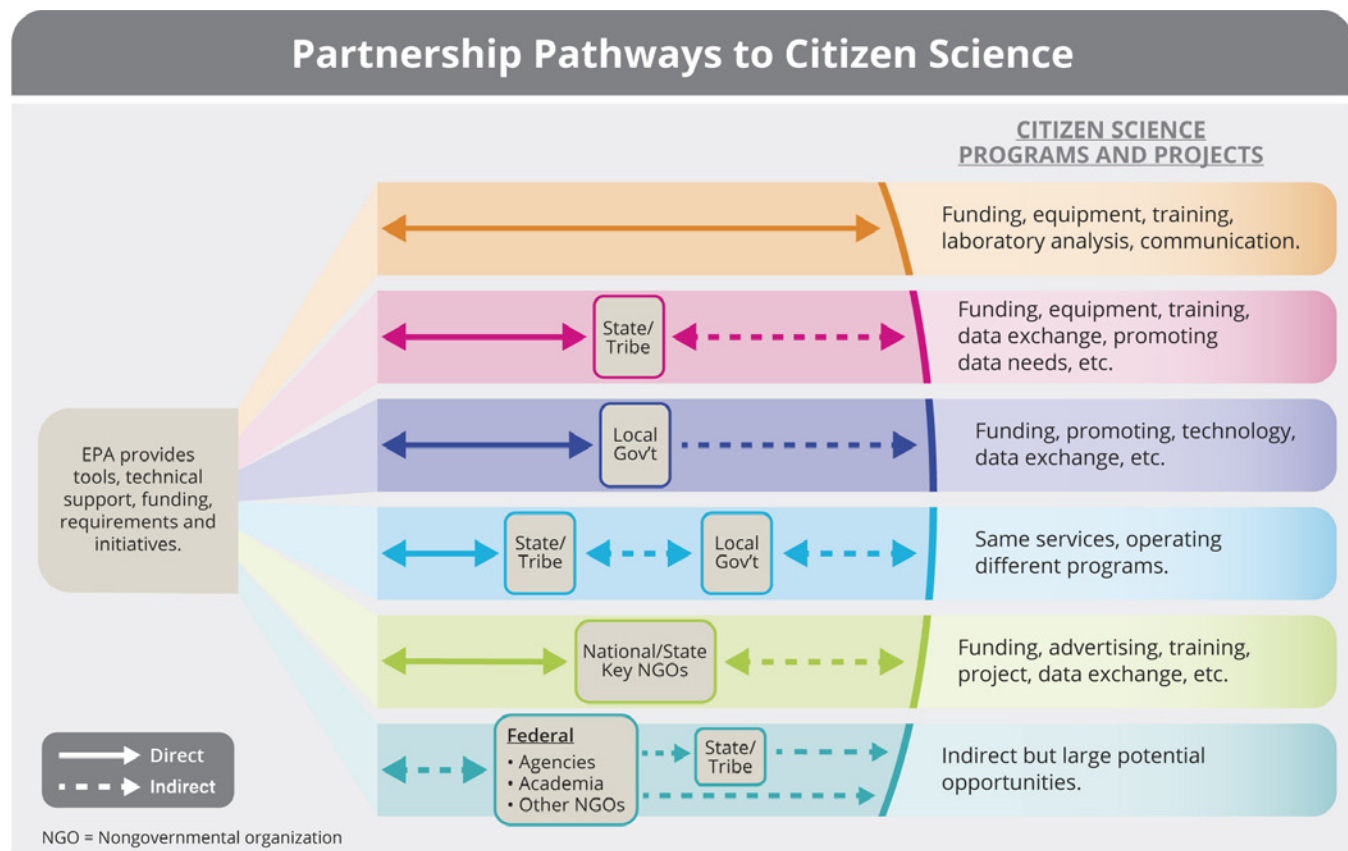 Partnership Pathways to Citizen Science
CITIZEN SCIENCE
PROGRAMS AND PROJECTS
EPA provides
tools, technical
support, funding,
requirements and
initiatives.
Funding, equipment, training,
laboratory analysis, communication.
State/
Tribe
Funding, equipment, training,
data exchange, promoting
data needs, etc.
Local
Gov’t
Funding, promoting, technology,
data exchange, etc.
State/
Tribe
Local
Gov’t
Same services, operating
different programs.
National/State
Key NGOs
Funding, advertising, training,
project, data exchange, etc.
Federal
• Agencies
• Academia
• Other NGOs
State/
Tribe
Indirect but large potential
opportunities.
Direct
Indirect
NGO = Nongovernmental organization